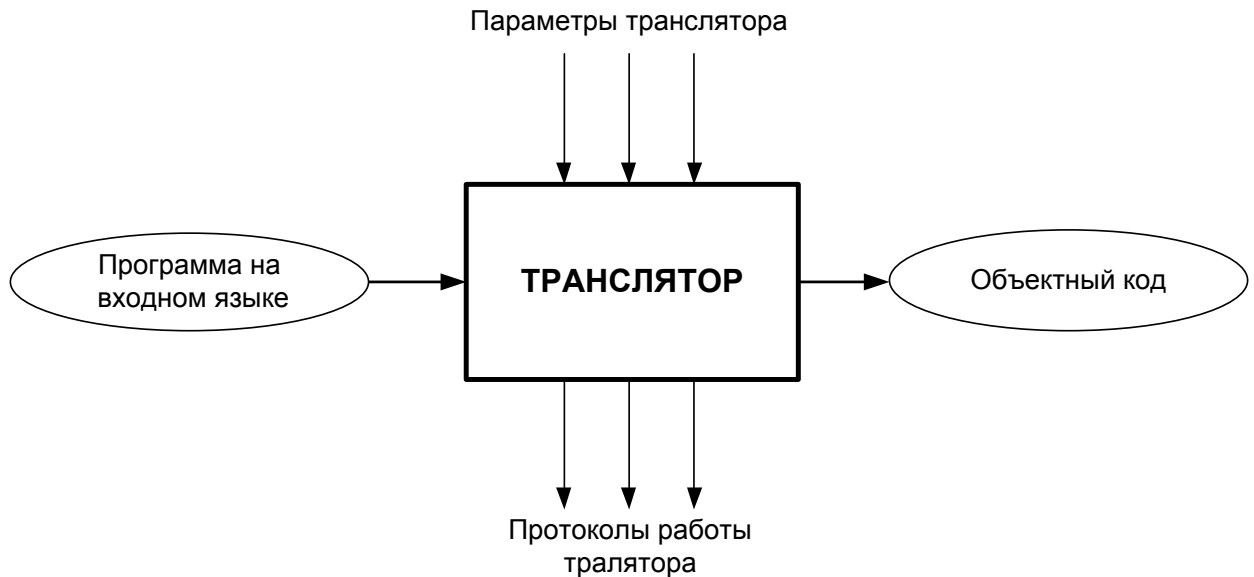 Параметры транслятора
Программа на
входном языке
ТРАНСЛЯТОР
Объектный код
Протоколы работы
тралятора